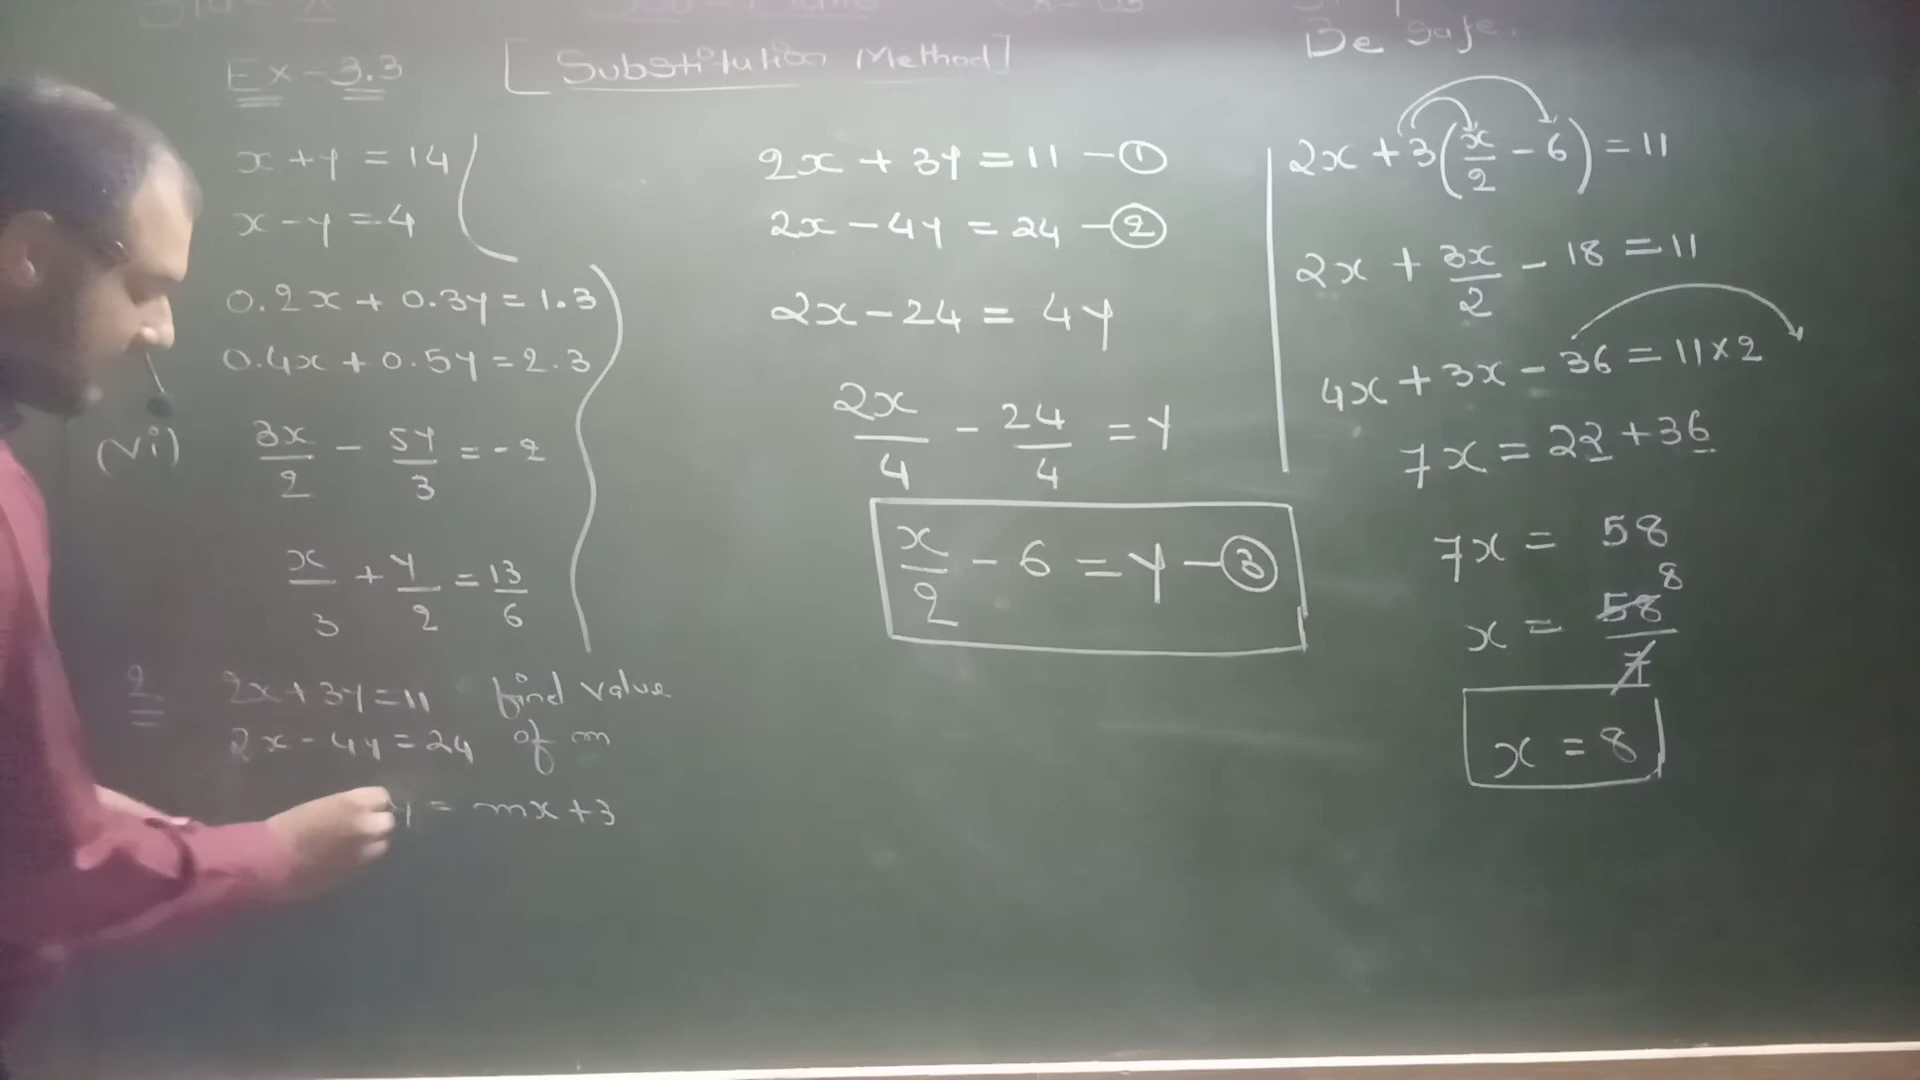 Ex-3.3
[Substitution Method]
Be safe.
x + y = 14
x - y = 4
0.2x + 0.3y = 1.3
0.4x + 0.5y = 2.3
(vi) 3x/2 - 5y/3 = -2
x/3 + y/2 = 13/6
2 2x + 3y = 11 find value
2x - 4y = 24 of m
y = mx + 3
2x + 3y = 11 - ①
2x - 4y = 24 - ②
2x - 24 = 4y
2x/4 - 24/4 = y
x/2 - 6 = y - ③
2x + 3(x/2 - 6) = 11
2x + 3x/2 - 18 = 11
4x + 3x - 36 = 11 × 2
7x = 22 + 36
7x = 58
x = 58/7 8
x = 8